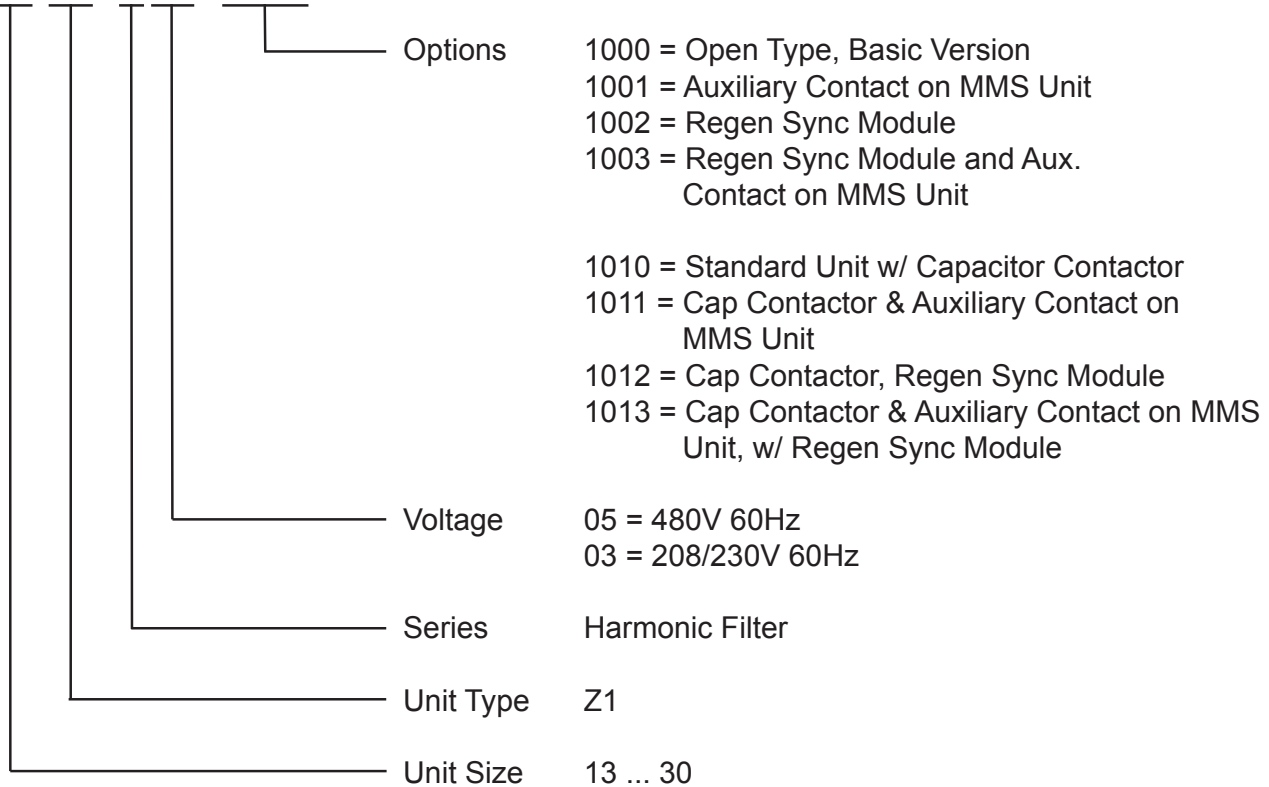 Options 1000 = Open Type, Basic Version
1001 = Auxiliary Contact on MMS Unit
1002 = Regen Sync Module
1003 = Regen Sync Module and Aux.
Contact on MMS Unit
1010 = Standard Unit w/ Capacitor Contactor
1011 = Cap Contactor & Auxiliary Contact on
MMS Unit
1012 = Cap Contactor, Regen Sync Module
1013 = Cap Contactor & Auxiliary Contact on MMS
Unit, w/ Regen Sync Module
Voltage 05 = 480V 60Hz
03 = 208/230V 60Hz
Series Harmonic Filter
Unit Type Z1
Unit Size 13 ... 30